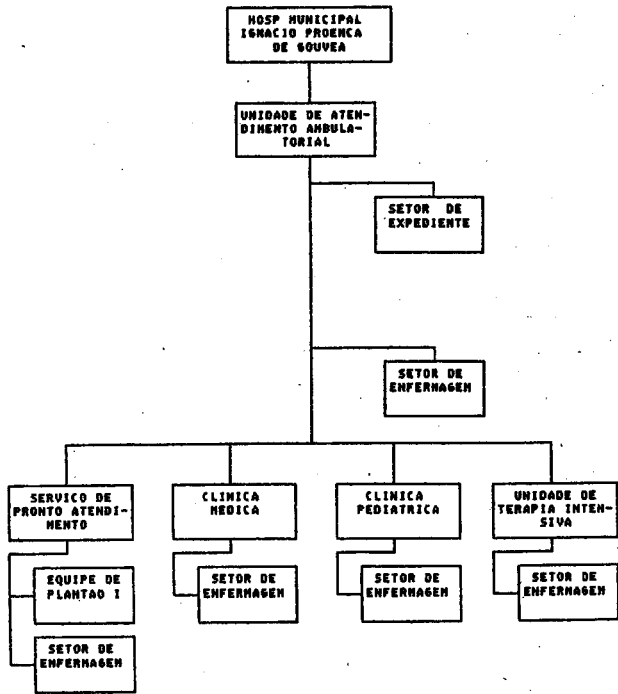 HOSP MUNICIPAL
IGNACIO PROENCA
DE GOUVEA
UNIDADE DE ATEN-
DIMENTO AMBULA-
TORIAL
SETOR DE
EXPEDIENTE
SETOR DE
ENFERMAGEM
SERVICO DE
PRONTO ATENDI-
MENTO
CLINICA
MEDICA
CLINICA
PEDIATRICA
UNIDADE DE
TERAPIA INTEN-
SIVA
EQUIPE DE
PLANTAO I
SETOR DE
ENFERMAGEM
SETOR DE
ENFERMAGEM
SETOR DE
ENFERMAGEM
SETOR DE
ENFERMAGEM